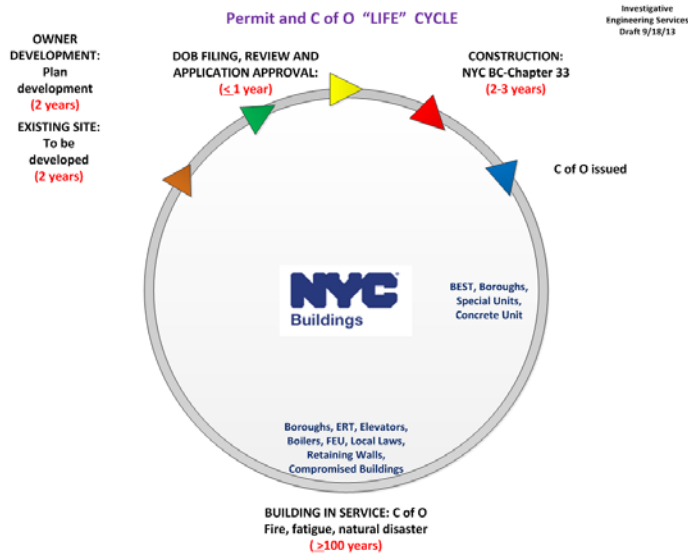 Permit and C of O “LIFE” CYCLE
Investigative
Engineering Services
Draft 9/18/13
OWNER
DEVELOPMENT:
Plan
development
(2 years)
EXISTING SITE:
To be
developed
(2 years)
DOB FILING, REVIEW AND
APPLICATION APPROVAL:
(≤ 1 year)
CONSTRUCTION:
NYC BC-Chapter 33
(2-3 years)
C of O issued
NYC
Buildings
BEST, Boroughs,
Special Units,
Concrete Unit
Boroughs, ERT, Elevators,
Boilers, FEU, Local Laws,
Retaining Walls,
Compromised Buildings
BUILDING IN SERVICE: C of O
Fire, fatigue, natural disaster
( ≥100 years)